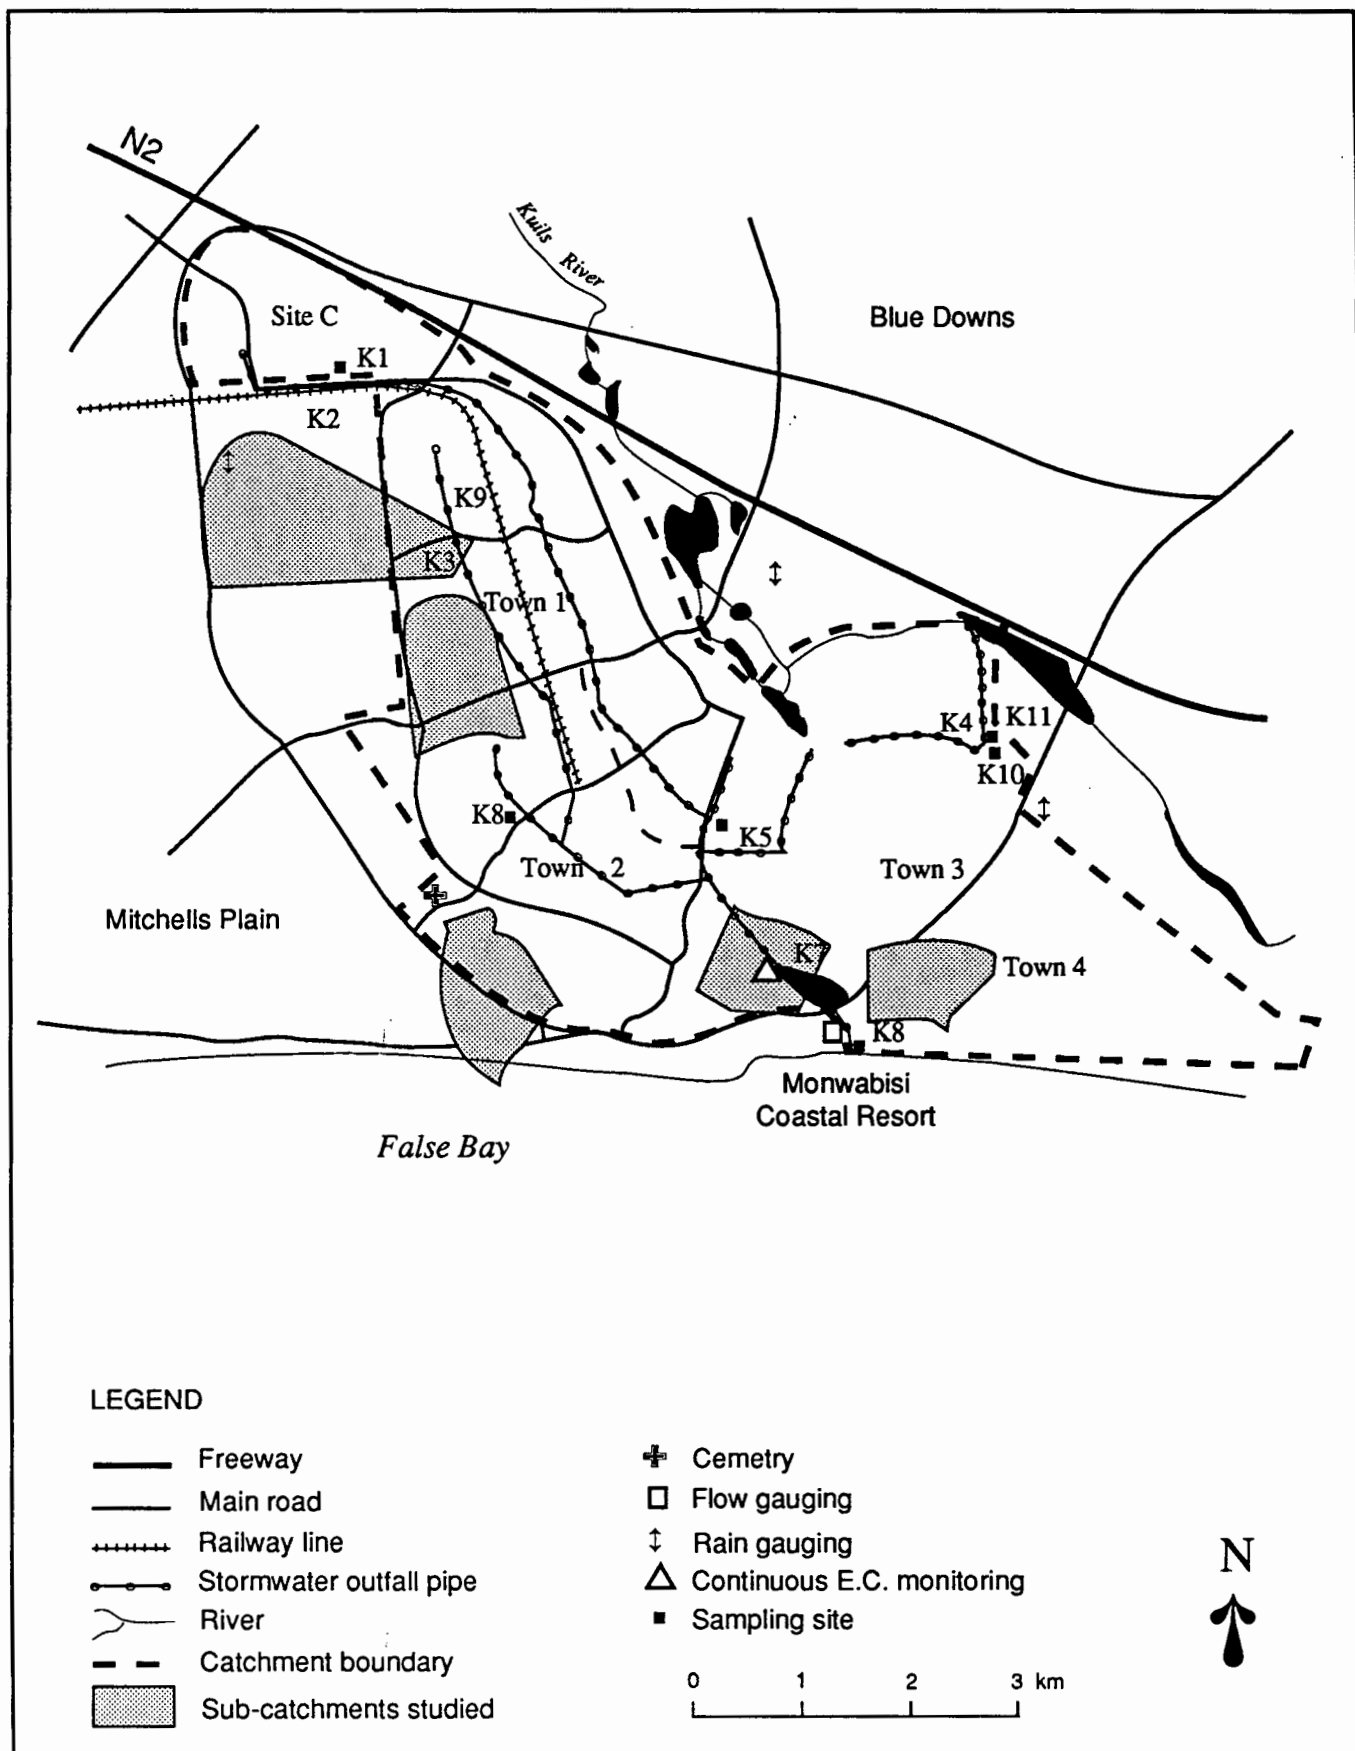 N2
Kuils
River
Blue Downs
Site C
K1
K2
K9
K3
Town 1
K4
K11
K10
K8
K5
Town 2
Town 3
Mitchells Plain
K7
Town 4
K8
Monwabisi
Coastal Resort
False Bay
LEGEND
Freeway
Main road
Railway line
Stormwater outfall pipe
River
Catchment boundary
Sub-catchments studied
Cemetry
Flow gauging
Rain gauging
Continuous E.C. monitoring
Sampling site
0 1 2 3 km
N